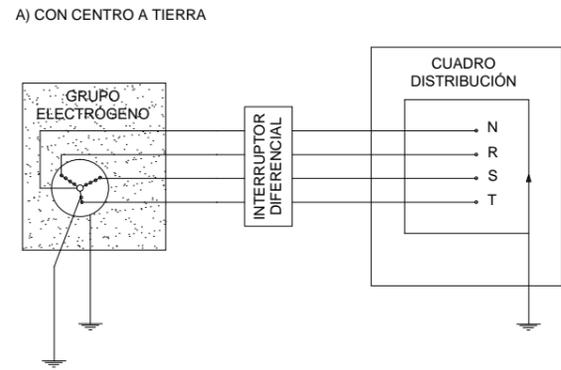 A) CON CENTRO A TIERRA
GRUPO
ELECTRÓGENO
INTERRUPTOR
DIFERENCIAL
CUADRO
DISTRIBUCIÓN
N
R
S
T